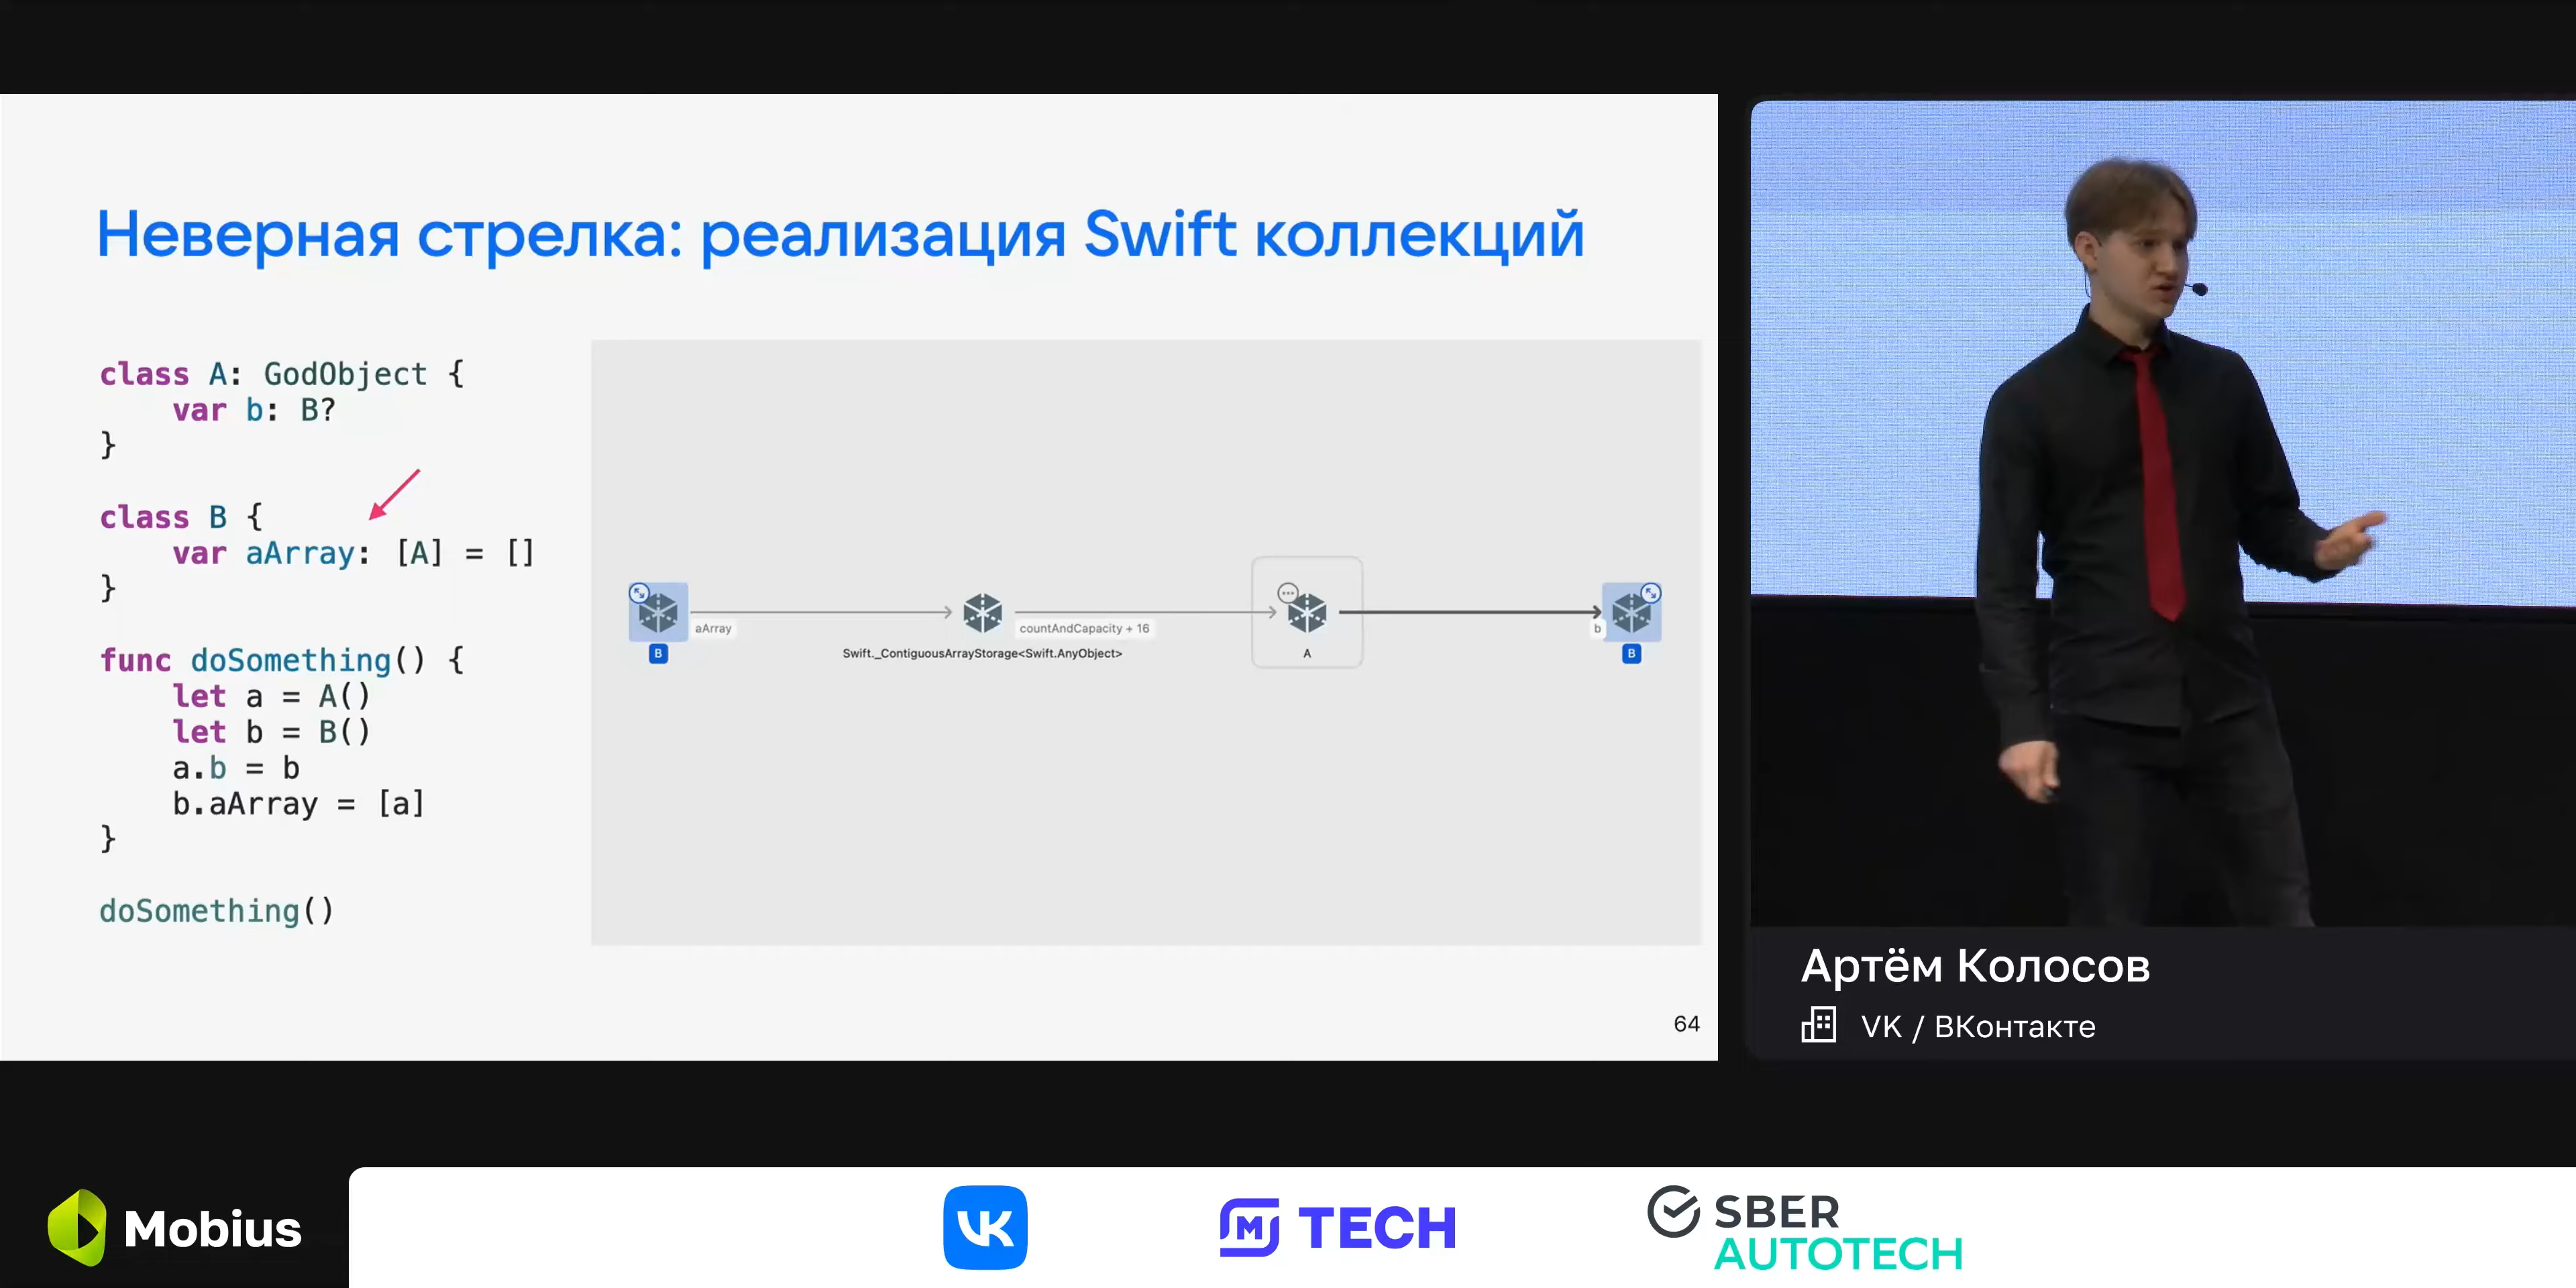 Неверная стрелка: реализация Swift коллекций
class A: GodObject {
var b: B?
}
class B {
var aArray: [A] = []
}
func doSomething() {
let a = A()
let b = B()
a.b = b
b.aArray = [a]
}
doSomething()
aArray
countAndCapacity + 16
b
B
Swift._ContiguousArrayStorage<Swift.AnyObject>
A
B
64
Артём Колосов
VK / ВКонтакте
Mobius
VK
M TECH
SBER
AUTOTECH